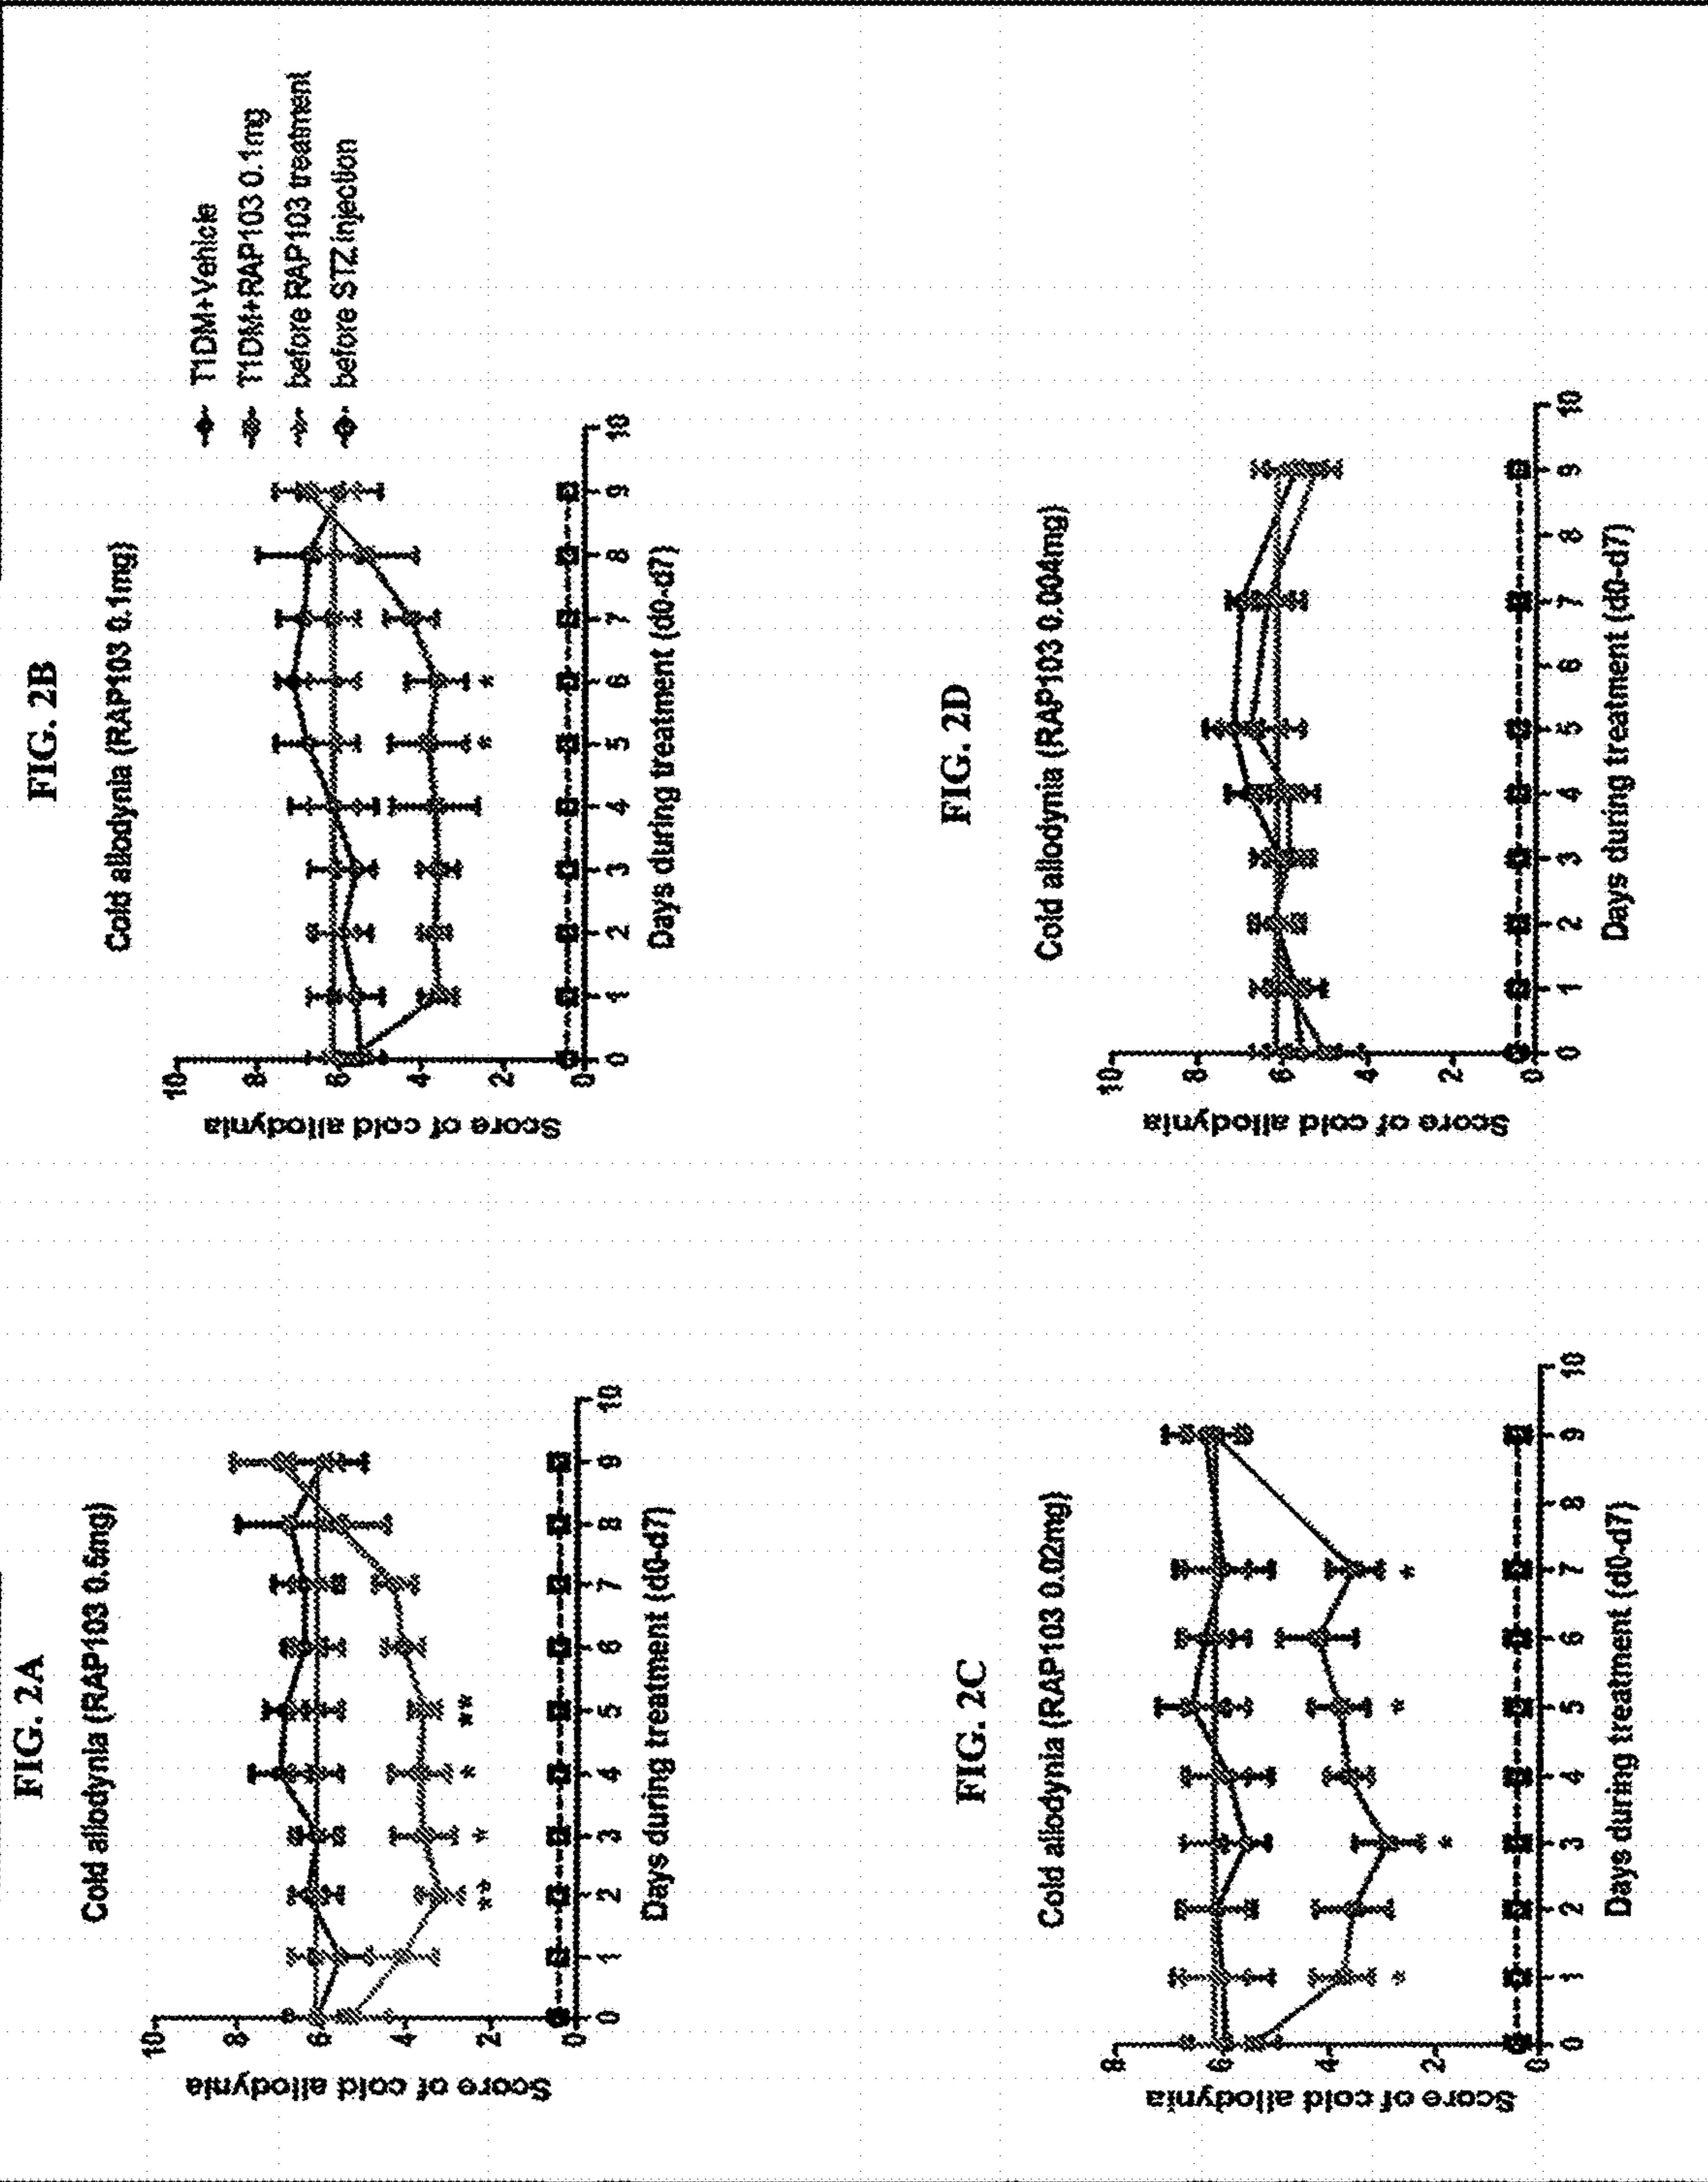 FIG. 2A
Cold allodynia (RAP103 0.5mg)
Score of cold allodynia
10
8
6
4
2
0
** * * **
0 1 2 3 4 5 6 7 8 9 10
Days during treatment (d0-d7)
FIG. 2B
Cold allodynia (RAP103 0.1mg)
T1DM+Vehicle
T1DM+RAP103 0.1mg
before RAP103 treatment
before STZ injection
Score of cold allodynia
10
8
6
4
2
0
* *
0 1 2 3 4 5 6 7 8 9 10
Days during treatment (d0-d7)
FIG. 2C
Cold allodynia (RAP103 0.02mg)
Score of cold allodynia
8
6
4
2
0
* * * *
0 1 2 3 4 5 6 7 8 9 10
Days during treatment (d0-d7)
FIG. 2D
Cold allodynia (RAP103 0.004mg)
Score of cold allodynia
10
8
6
4
2
0
0 1 2 3 4 5 6 7 8 9 10
Days during treatment (d0-d7)